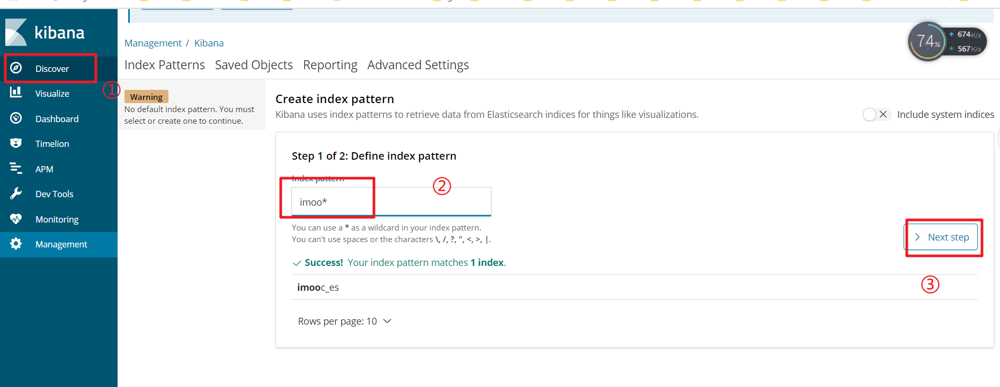 kibana
Discover
①
Visualize
Dashboard
Timelion
APM
Dev Tools
Monitoring
Management
Management / Kibana
Index Patterns Saved Objects Reporting Advanced Settings
74%
674K/s
567K/s
Warning
No default index pattern. You must
select or create one to continue.
Create index pattern
Kibana uses index patterns to retrieve data from Elasticsearch indices for things like visualizations.
Include system indices
Step 1 of 2: Define index pattern
Index pattern
②
imoo*
You can use a * as a wildcard in your index pattern.
You can't use spaces or the characters \, /, ?, ", <, >, |.
Next step
Success! Your index pattern matches 1 index.
③
imooc_es
Rows per page: 10